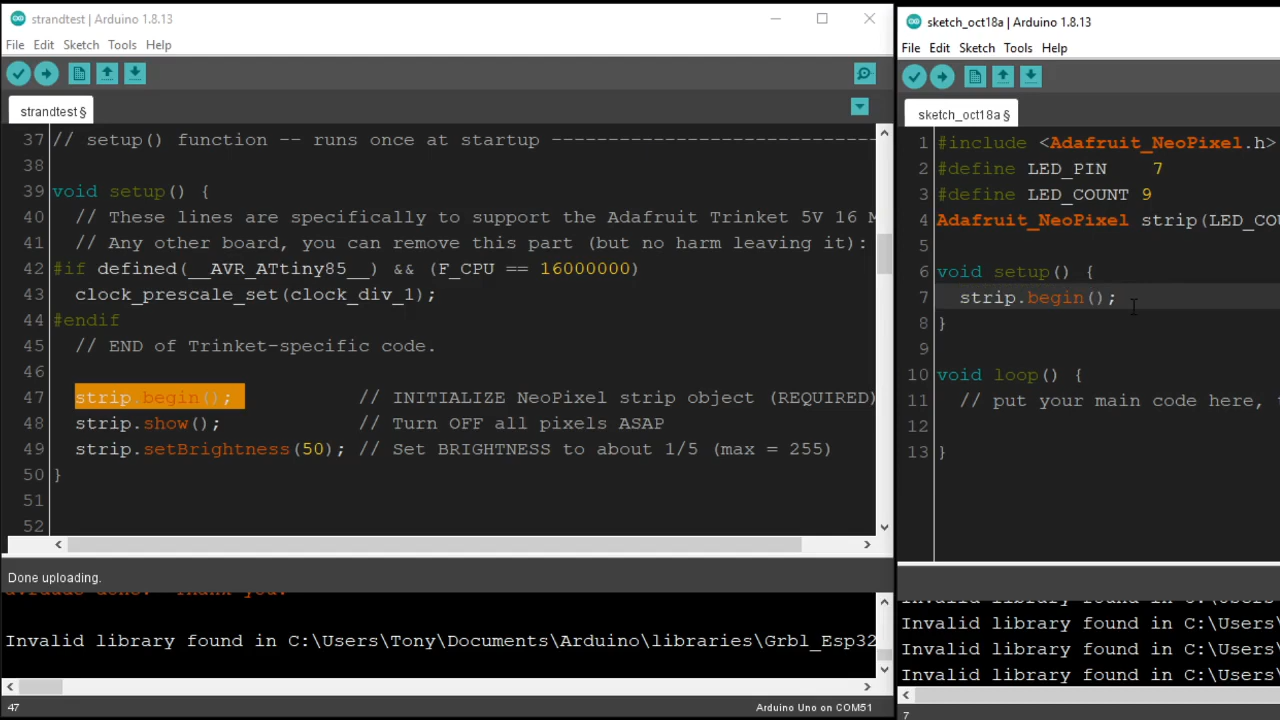 strandtest | Arduino 1.8.13
File Edit Sketch Tools Help
strandtest §
37 // setup() function -- runs once at startup -----------------------------
38
39 void setup() {
40 // These lines are specifically to support the Adafruit Trinket 5V 16 M
41 // Any other board, you can remove this part (but no harm leaving it):
42 #if defined(__AVR_ATtiny85__) && (F_CPU == 16000000)
43 clock_prescale_set(clock_div_1);
44 #endif
45 // END of Trinket-specific code.
46
47 strip.begin(); // INITIALIZE NeoPixel strip object (REQUIRED)
48 strip.show(); // Turn OFF all pixels ASAP
49 strip.setBrightness(50); // Set BRIGHTNESS to about 1/5 (max = 255)
50 }
51
52
Done uploading.
avrdude done. Thank you.
Invalid library found in C:\Users\Tony\Documents\Arduino\libraries\Grbl_Esp32
47
Arduino Uno on COM51
sketch_oct18a | Arduino 1.8.13
File Edit Sketch Tools Help
sketch_oct18a §
1 #include <Adafruit_NeoPixel.h>
2 #define LED_PIN 7
3 #define LED_COUNT 9
4 Adafruit_NeoPixel strip(LED_CO
5
6 void setup() {
7 strip.begin();
8 }
9
10 void loop() {
11 // put your main code here,
12
13 }
Invalid library found in C:\Users\
Invalid library found in C:\Users\
Invalid library found in C:\Users\
Invalid library found in C:\Users\
7